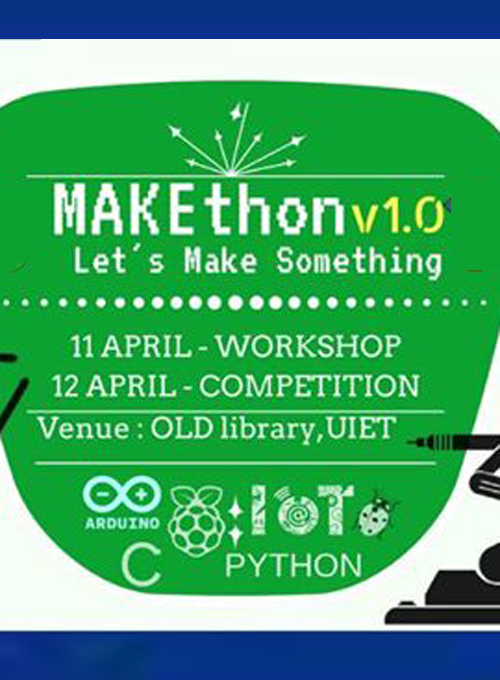 MAKEthon v1.0
Let's Make Something
11 APRIL - WORKSHOP
12 APRIL - COMPETITION
Venue : OLD library,UIET
ARDUINO
IoT
C PYTHON